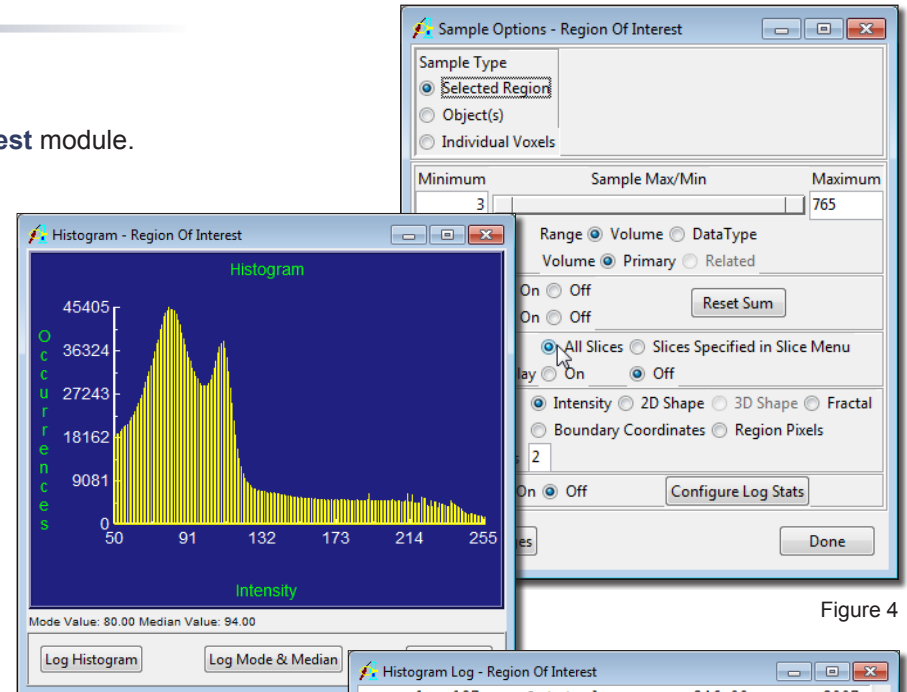 est module.
Sample Options - Region Of Interest
Sample Type
Selected Region
Object(s)
Individual Voxels
Minimum Sample Max/Min Maximum
3 765
Range Volume DataType
Volume Primary Related
On Off
On Off
Reset Sum
All Slices Slices Specified in Slice Menu
lay On Off
Intensity 2D Shape 3D Shape Fractal
Boundary Coordinates Region Pixels
2
On Off Configure Log Stats
es Done
Figure 4
Histogram - Region Of Interest
Histogram
Occurrences
45405
36324
27243
18162
9081
0
50 91 132 173 214 255
Intensity
Mode Value: 80.00 Median Value: 94.00
Log Histogram Log Mode & Median
Histogram Log - Region Of Interest